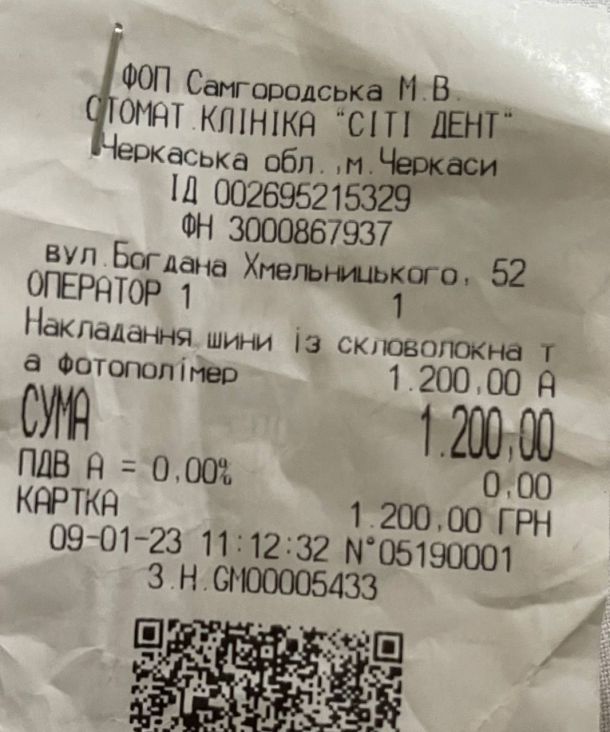 ФОП Самгородська М.В.
СТОМАТ.КЛІНІКА "СІТІ ДЕНТ"
Черкаська обл.,м.Черкаси
ІД 002695215329
ФН 3000867937
вул.Богдана Хмельницького, 52
ОПЕРАТОР 1 1
Накладання шини із скловолокна т
а фотополімер 1.200,00 А
СУМА 1.200,00
ПДВ А = 0,00% 0,00
КАРТКА 1.200,00 ГРН
09-01-23 11:12:32 N°05190001
З.Н.GM00005433